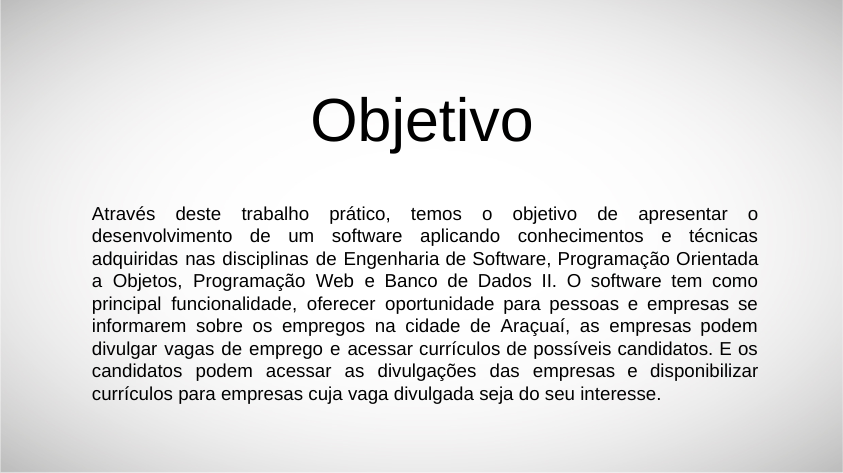 Objetivo
Através deste trabalho prático, temos o objetivo de apresentar o
desenvolvimento de um software aplicando conhecimentos e técnicas
adquiridas nas disciplinas de Engenharia de Software, Programação Orientada
a Objetos, Programação Web e Banco de Dados II. O software tem como
principal funcionalidade, oferecer oportunidade para pessoas e empresas se
informarem sobre os empregos na cidade de Araçuaí, as empresas podem
divulgar vagas de emprego e acessar currículos de possíveis candidatos. E os
candidatos podem acessar as divulgações das empresas e disponibilizar
currículos para empresas cuja vaga divulgada seja do seu interesse.